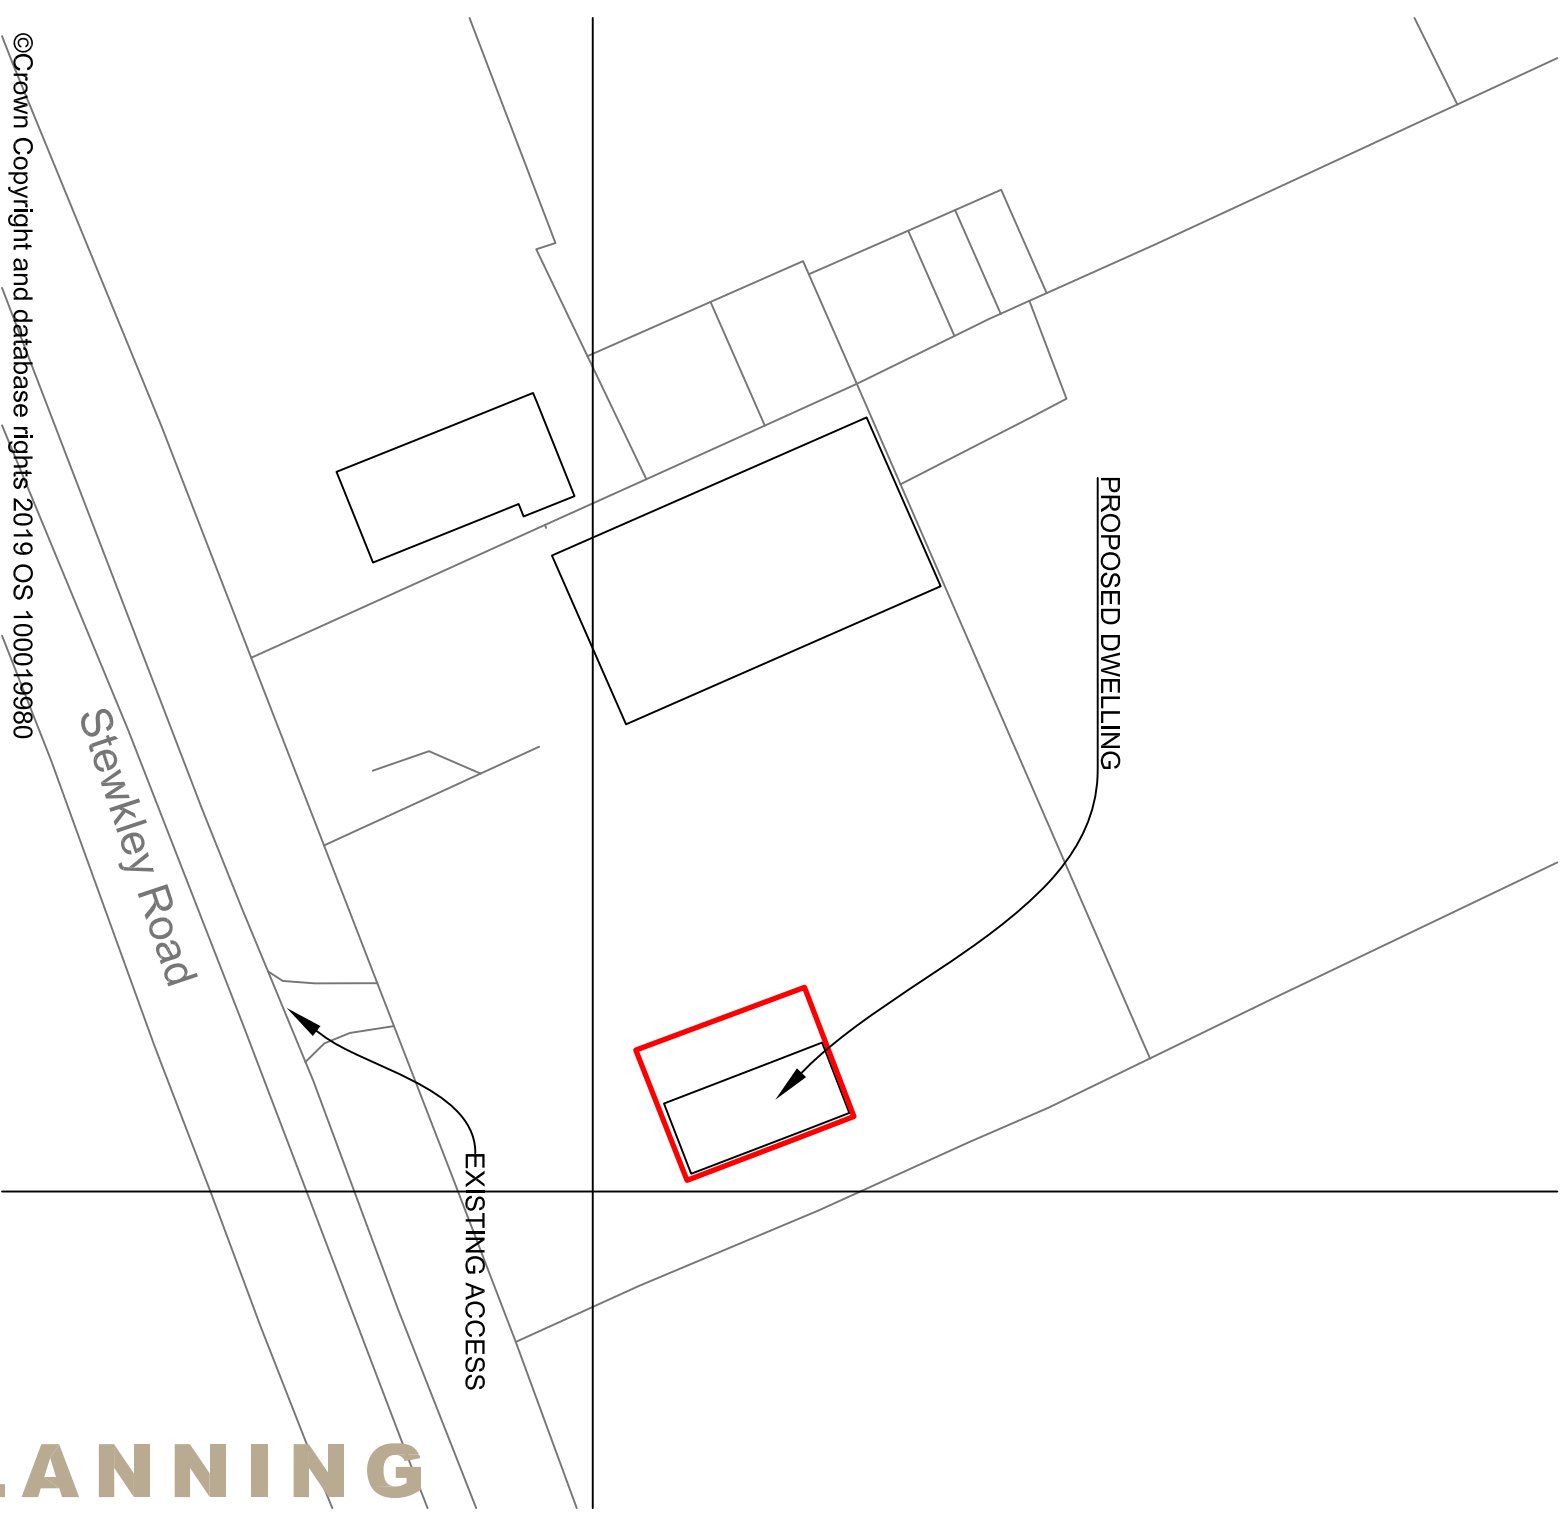 ©Crown Copyright and database rights 2019 OS 100019980
PROPOSED DWELLING
Stewkley Road
EXISTING ACCESS
LANNING